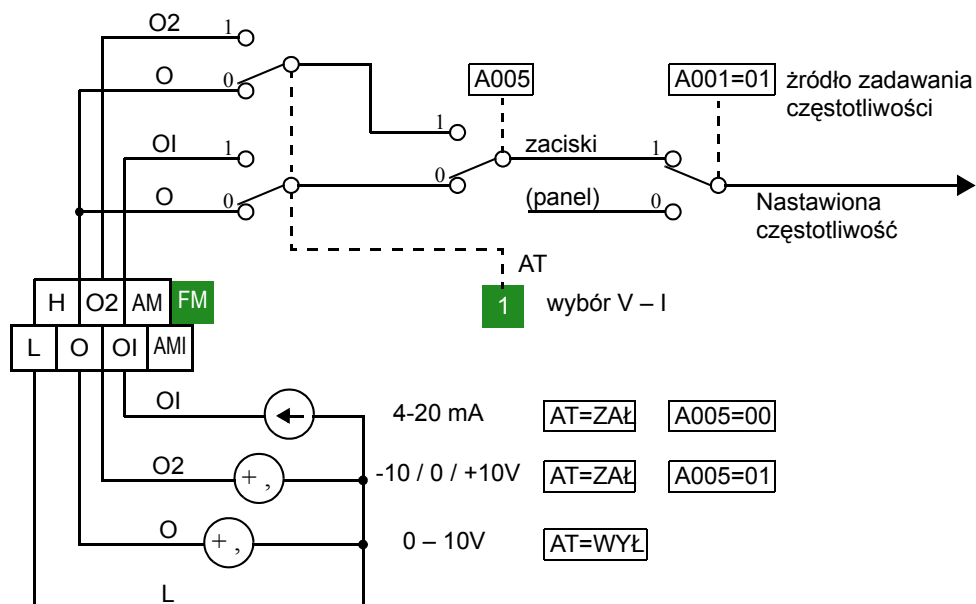 O2 1
O 0
A005 A001=01 żródło zadawania
częstotliwości
OI 1 1 zaciski 1
O 0 0 (panel) 0
Nastawiona
częstotliwość
AT
1 wybór V – I
H O2 AM FM
L O OI AMI
OI 4-20 mA AT=ZAŁ A005=00
O2 + , -10 / 0 / +10V AT=ZAŁ A005=01
O + , 0 – 10V AT=WYŁ
L